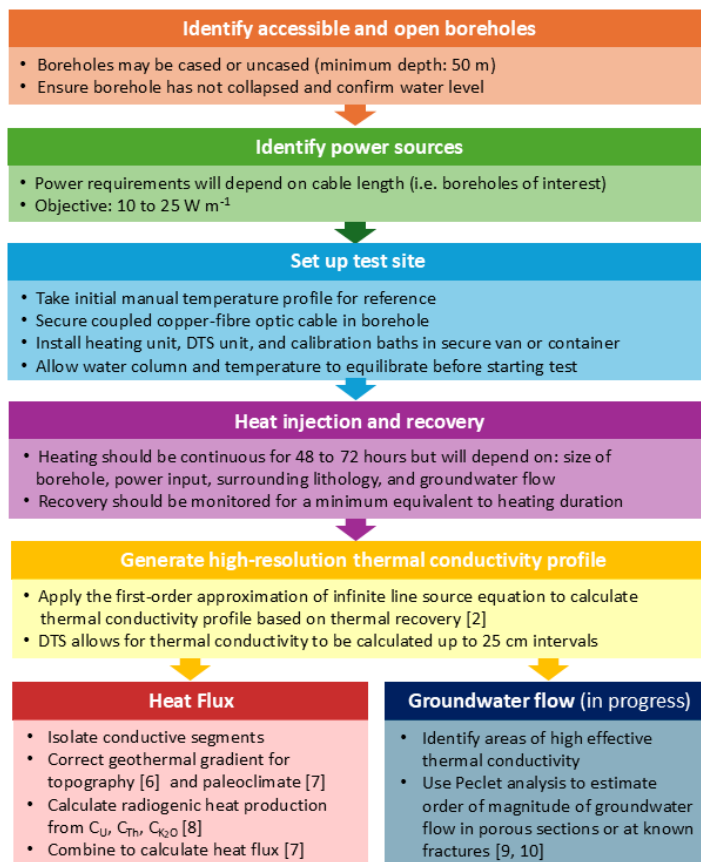 Identify accessible and open boreholes
• Boreholes may be cased or uncased (minimum depth: 50 m)
• Ensure borehole has not collapsed and confirm water level
Identify power sources
• Power requirements will depend on cable length (i.e. boreholes of interest)
• Objective: 10 to 25 W m⁻¹
Set up test site
• Take initial manual temperature profile for reference
• Secure coupled copper-fibre optic cable in borehole
• Install heating unit, DTS unit, and calibration baths in secure van or container
• Allow water column and temperature to equilibrate before starting test
Heat injection and recovery
• Heating should be continuous for 48 to 72 hours but will depend on: size of
borehole, power input, surrounding lithology, and groundwater flow
• Recovery should be monitored for a minimum equivalent to heating duration
Generate high-resolution thermal conductivity profile
• Apply the first-order approximation of infinite line source equation to calculate
thermal conductivity profile based on thermal recovery [2]
• DTS allows for thermal conductivity to be calculated up to 25 cm intervals
Heat Flux
• Isolate conductive segments
• Correct geothermal gradient for
topography [6] and paleoclimate [7]
• Calculate radiogenic heat production
from C_U, C_Th, C_K₂O [8]
• Combine to calculate heat flux [7]
Groundwater flow (in progress)
• Identify areas of high effective
thermal conductivity
• Use Peclet analysis to estimate
order of magnitude of groundwater
flow in porous sections or at known
fractures [9, 10]